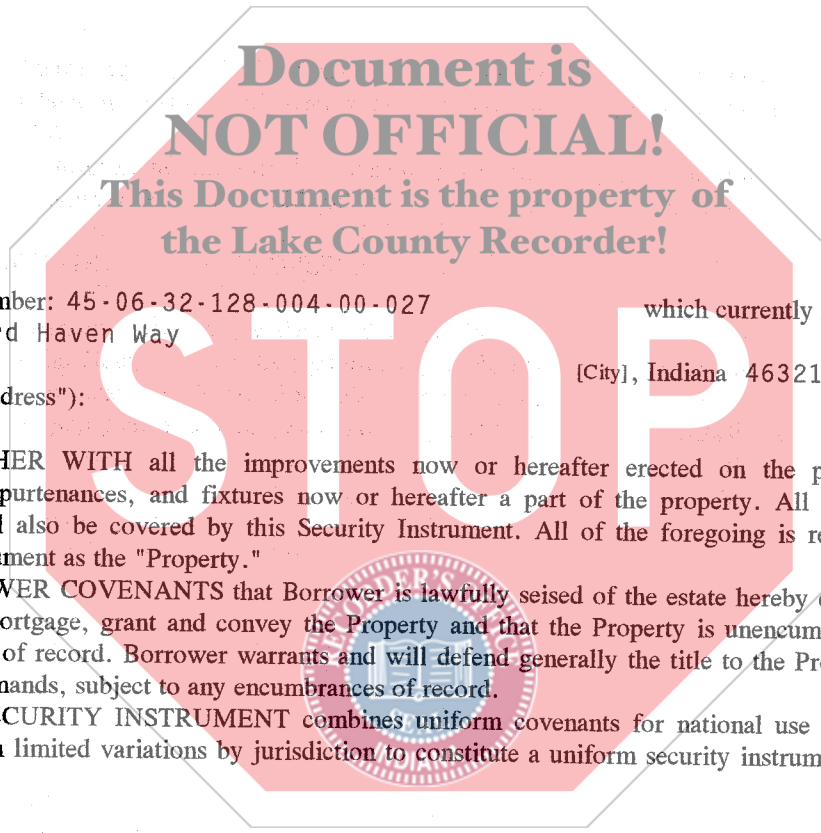 Document is
NOT OFFICIAL!
This Document is the property of
the Lake County Recorder!
mber: 45-06-32-128-004-00-027 which currently
d Haven Way
[City], Indiana 46321
dress"):
STOP
HER WITH all the improvements now or hereafter erected on the p
purtenances, and fixtures now or hereafter a part of the property. All
l also be covered by this Security Instrument. All of the foregoing is re
ument as the "Property."
WER COVENANTS that Borrower is lawfully seised of the estate hereby
ortgage, grant and convey the Property and that the Property is unencum
of record. Borrower warrants and will defend generally the title to the Pr
mands, subject to any encumbrances of record.
CURITY INSTRUMENT combines uniform covenants for national use
limited variations by jurisdiction to constitute a uniform security instrum
RECORDER'S OFFICE
INDIANA